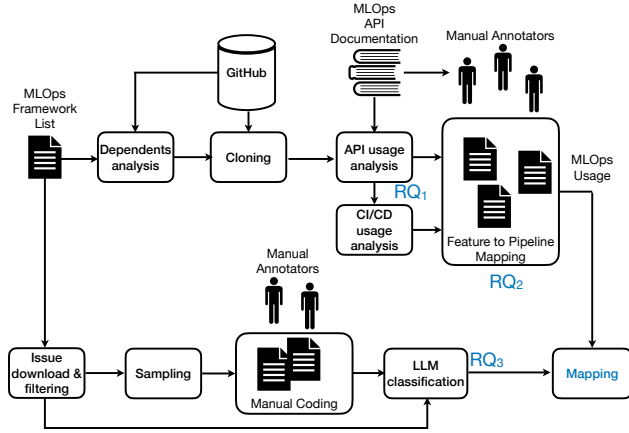 MLOps
API
Documentation
Manual Annotators
GitHub
MLOps
Framework
List
Dependents
analysis
Cloning
API usage
analysis
RQ1
CI/CD
usage
analysis
Feature to Pipeline
Mapping
MLOps
Usage
RQ2
Manual
Annotators
Issue
download &
filtering
Sampling
Manual Coding
LLM
classification
RQ3
Mapping